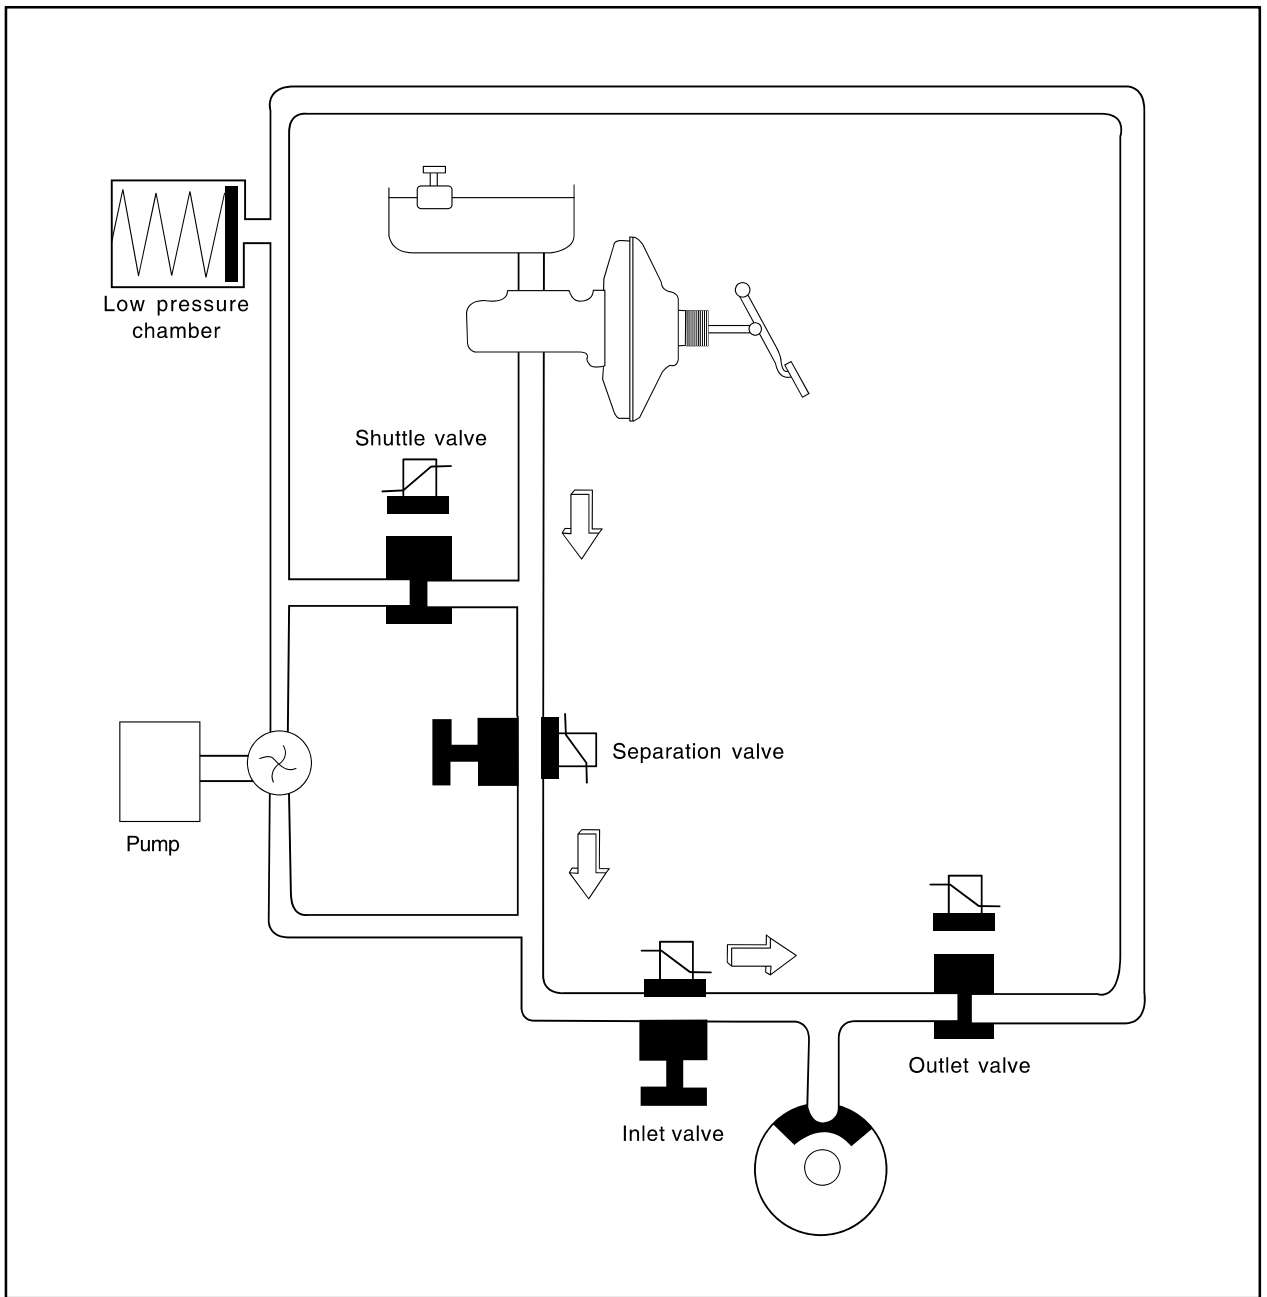 Low pressure
chamber
Shuttle valve
Separation valve
Pump
Outlet valve
Inlet valve